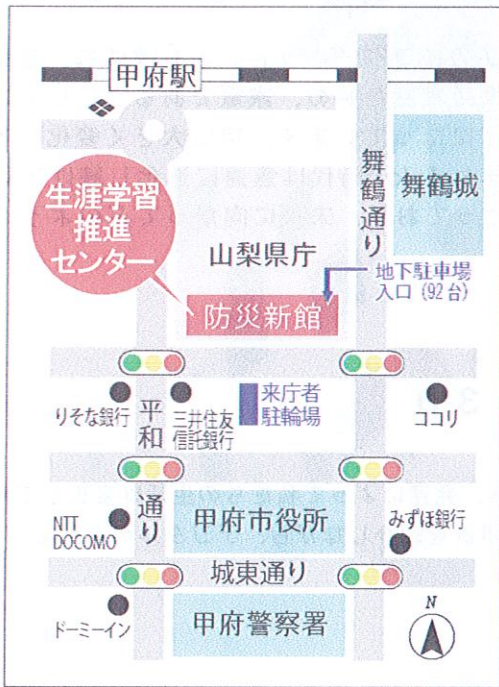 甲府駅
舞鶴通り
舞鶴城
生涯学習
推進
センター
山梨県庁
地下駐車場
入口(92台)
防災新館
りそな銀行
平和
三井住友
信託銀行
来庁者
駐輪場
ココリ
NTT
DOCOMO
通り
甲府市役所
みずほ銀行
城東通り
ドーミーイン
甲府警察署
N